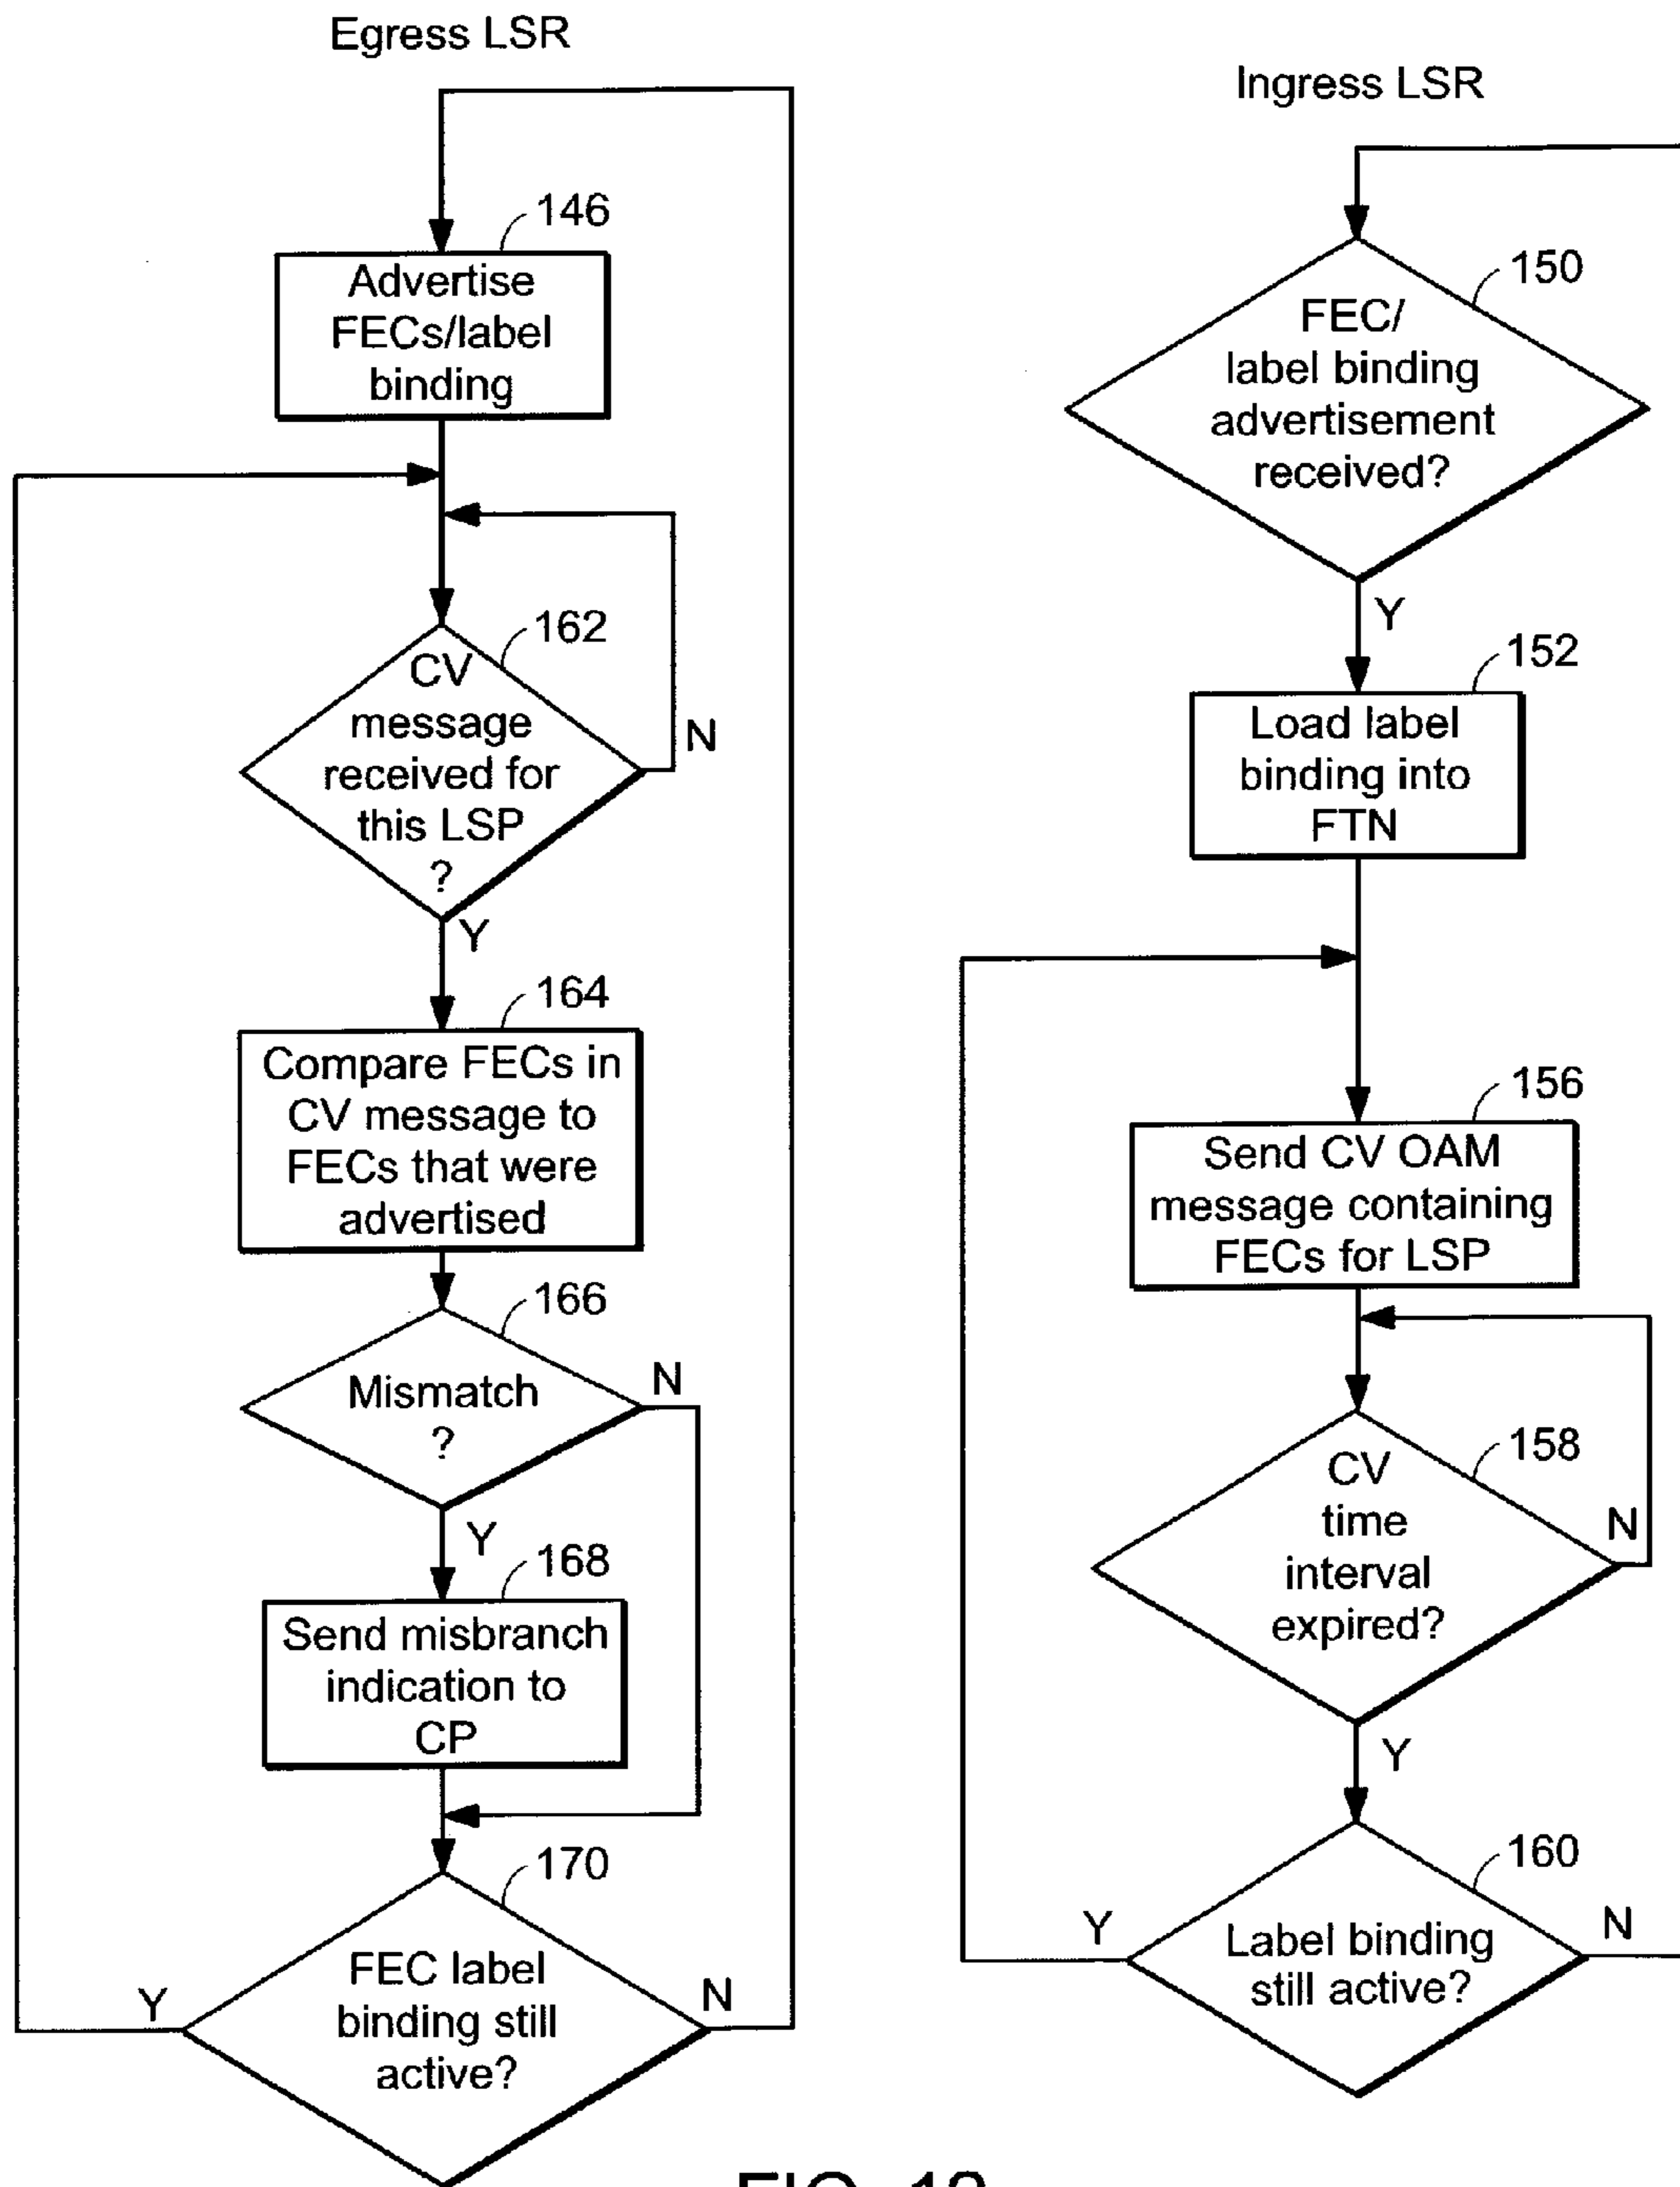 Egress LSR
146
Advertise
FECs/label
binding
162
CV
message
received for
this LSP
?
N
Y
164
Compare FECs in
CV message to
FECs that were
advertised
166
Mismatch
?
N
Y
168
Send misbranch
indication to
CP
170
FEC label
binding still
active?
Y
N
Ingress LSR
150
FEC/
label binding
advertisement
received?
Y
152
Load label
binding into
FTN
156
Send CV OAM
message containing
FECs for LSP
158
CV
time
interval
expired?
N
Y
160
Label binding
still active?
Y
N
FIG.